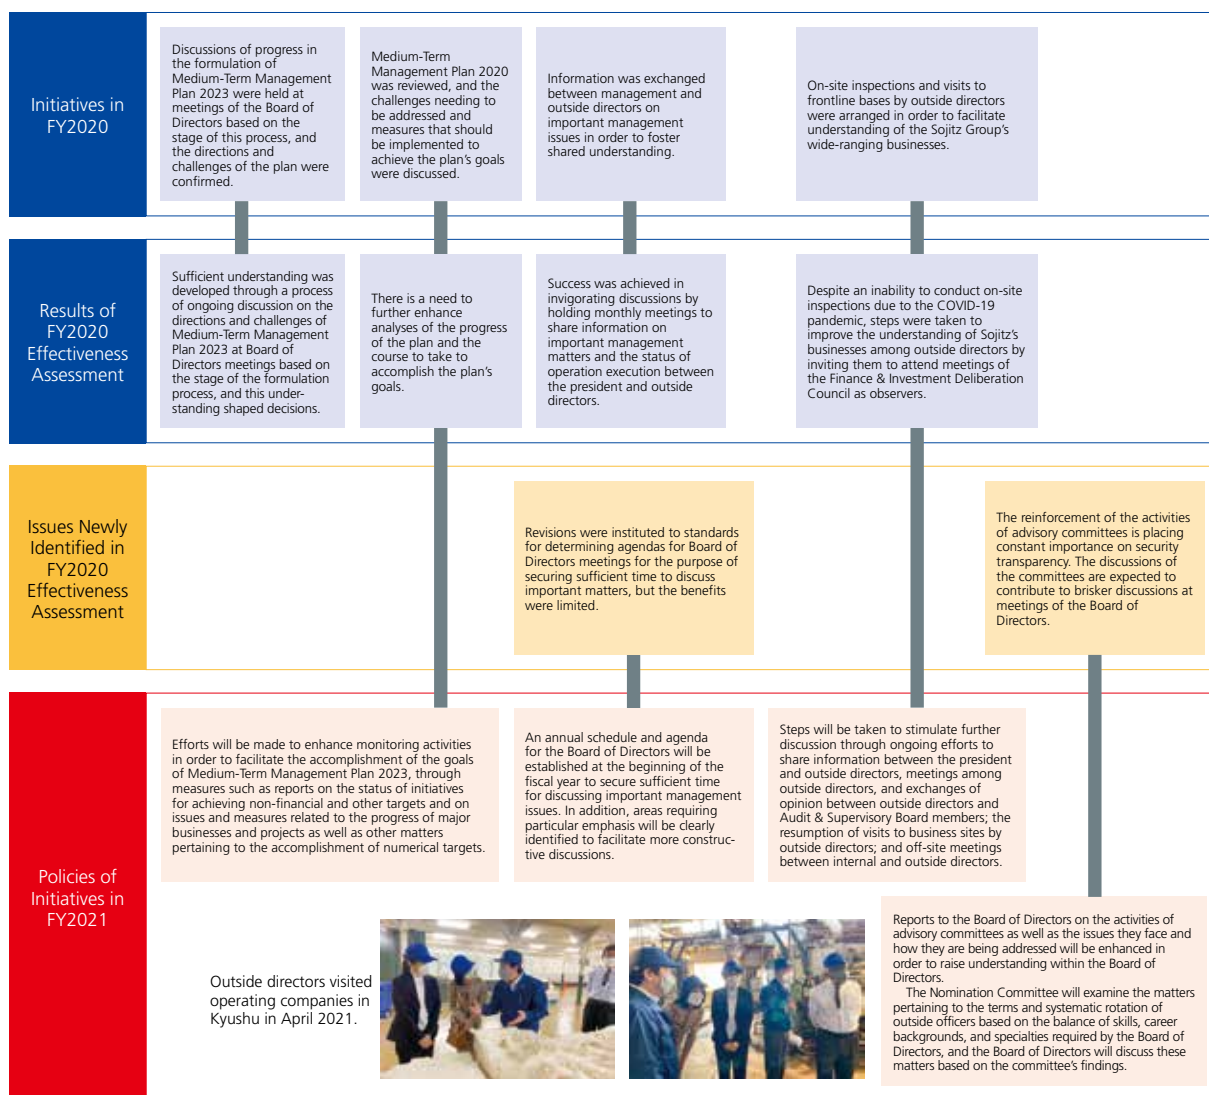 Initiatives in
FY2020
Discussions of progress in
the formulation of
Medium-Term Management
Plan 2023 were held at
meetings of the Board of
Directors based on the
stage of this process, and
the directions and
challenges of the plan were
confirmed.
Medium-Term
Management Plan 2020
was reviewed, and the
challenges needing to
be addressed and
measures that should
be implemented to
achieve the plan's goals
were discussed.
Information was exchanged
between management and
outside directors on
important management
issues in order to foster
shared understanding.
On-site inspections and visits to
frontline bases by outside directors
were arranged in order to facilitate
understanding of the Sojitz Group's
wide-ranging businesses.
Results of
FY2020
Effectiveness
Assessment
Sufficient understanding was
developed through a process
of ongoing discussion on the
directions and challenges of
Medium-Term Management
Plan 2023 at Board of
Directors meetings based on
the stage of the formulation
process, and this under-
standing shaped decisions.
There is a need to
further enhance
analyses of the progress
of the plan and the
course to take to
accomplish the plan's
goals.
Success was achieved in
invigorating discussions by
holding monthly meetings to
share information on
important management
matters and the status of
operation execution between
the president and outside
directors.
Despite an inability to conduct on-site
inspections due to the COVID-19
pandemic, steps were taken to
improve the understanding of Sojitz's
businesses among outside directors by
inviting them to attend meetings of
the Finance & Investment Deliberation
Council as observers.
Issues Newly
Identified in
FY2020
Effectiveness
Assessment
Revisions were instituted to standards
for determining agendas for Board of
Directors meetings for the purpose of
securing sufficient time to discuss
important matters, but the benefits
were limited.
The reinforcement of the activities
of advisory committees is placing
constant importance on security
transparency. The discussions of
the committees are expected to
contribute to brisker discussions at
meetings of the Board of
Directors.
Policies of
Initiatives in
FY2021
Efforts will be made to enhance monitoring activities
in order to facilitate the accomplishment of the goals
of Medium-Term Management Plan 2023, through
measures such as reports on the status of initiatives
for achieving non-financial and other targets and on
issues and measures related to the progress of major
businesses and projects as well as other matters
pertaining to the accomplishment of numerical targets.
An annual schedule and agenda
for the Board of Directors will be
established at the beginning of the
fiscal year to secure sufficient time
for discussing important management
issues. In addition, areas requiring
particular emphasis will be clearly
identified to facilitate more construc-
tive discussions.
Steps will be taken to stimulate further
discussion through ongoing efforts to
share information between the president
and outside directors, meetings among
outside directors, and exchanges of
opinion between outside directors and
Audit & Supervisory Board members; the
resumption of visits to business sites by
outside directors; and off-site meetings
between internal and outside directors.
Outside directors visited
operating companies in
Kyushu in April 2021.
Reports to the Board of Directors on the activities of
advisory committees as well as the issues they face and
how they are being addressed will be enhanced in
order to raise understanding within the Board of
Directors.
The Nomination Committee will examine the matters
pertaining to the terms and systematic rotation of
outside officers based on the balance of skills, career
backgrounds, and specialties required by the Board of
Directors, and the Board of Directors will discuss these
matters based on the committee's findings.